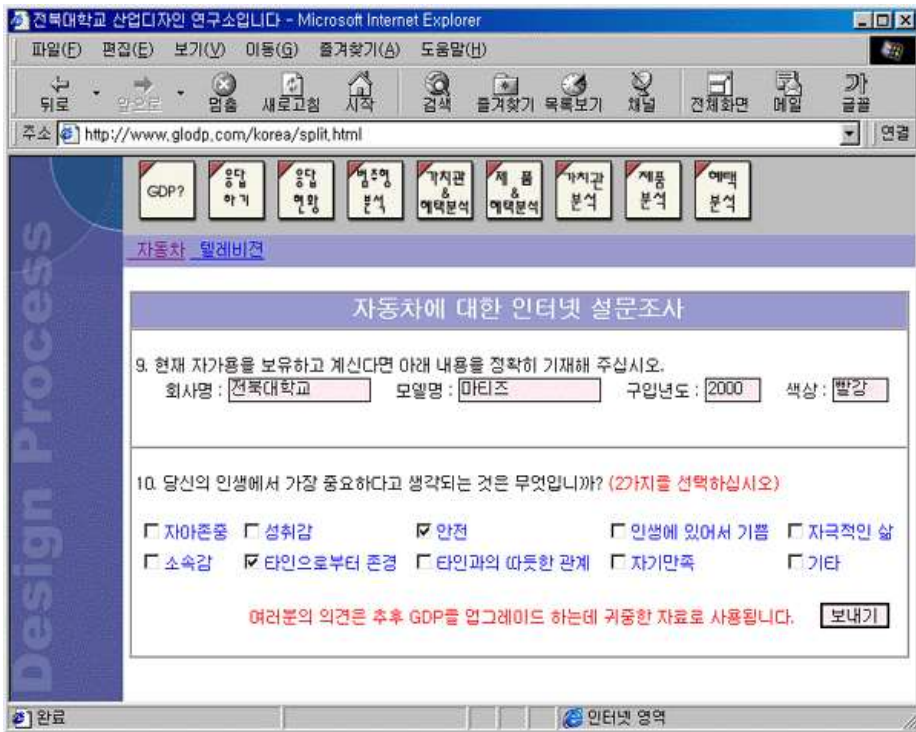 전북대학교 산업디자인 연구소입니다 - Microsoft Internet Explorer
파일(F) 편집(E) 보기(V) 이동(G) 즐겨찾기(A) 도움말(H)
뒤로 앞으로 멈춤 새로고침 시작 검색 즐겨찾기 목록보기 채널 전체화면 메일 글꼴
주소 http://www.glodp.com/korea/split.html 연결
GDP? 응답하기 응답현황 범주형분석 가치관&혜택분석 제품&혜택분석 가치관분석 제품분석 혜택분석
자동차 텔레비젼
Design Process
자동차에 대한 인터넷 설문조사
9. 현재 자가용을 보유하고 계신다면 아래 내용을 정확히 기재해 주십시오.
회사명 : 전북대학교 모델명 : 마티즈 구입년도 : 2000 색상 : 빨강
10. 당신의 인생에서 가장 중요하다고 생각되는 것은 무엇입니까? (2가지를 선택하십시오)
자아존중 성취감 안전 인생에 있어서 기쁨 자극적인 삶
소속감 타인으로부터 존경 타인과의 따뜻한 관계 자기만족 기타
여러분의 의견은 추후 GDP를 업그레이드 하는데 귀중한 자료로 사용됩니다. 보내기
완료 인터넷 영역